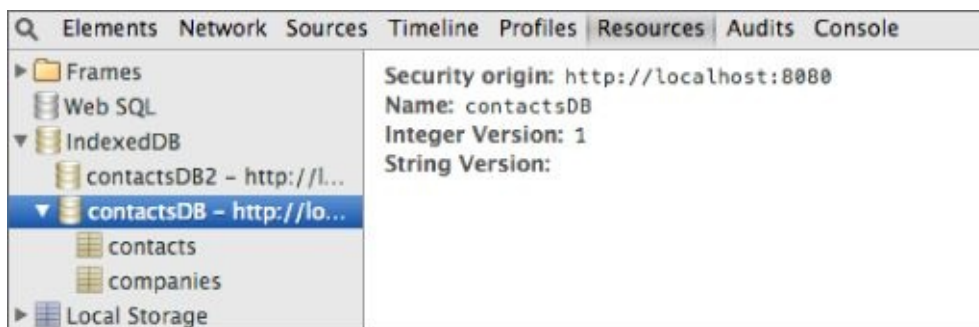 Elements Network Sources Timeline Profiles Resources Audits Console
Frames
Web SQL
IndexedDB
contactsDB2 – http://l...
contactsDB – http://lo...
contacts
companies
Local Storage
Security origin: http://localhost:8080
Name: contactsDB
Integer Version: 1
String Version: